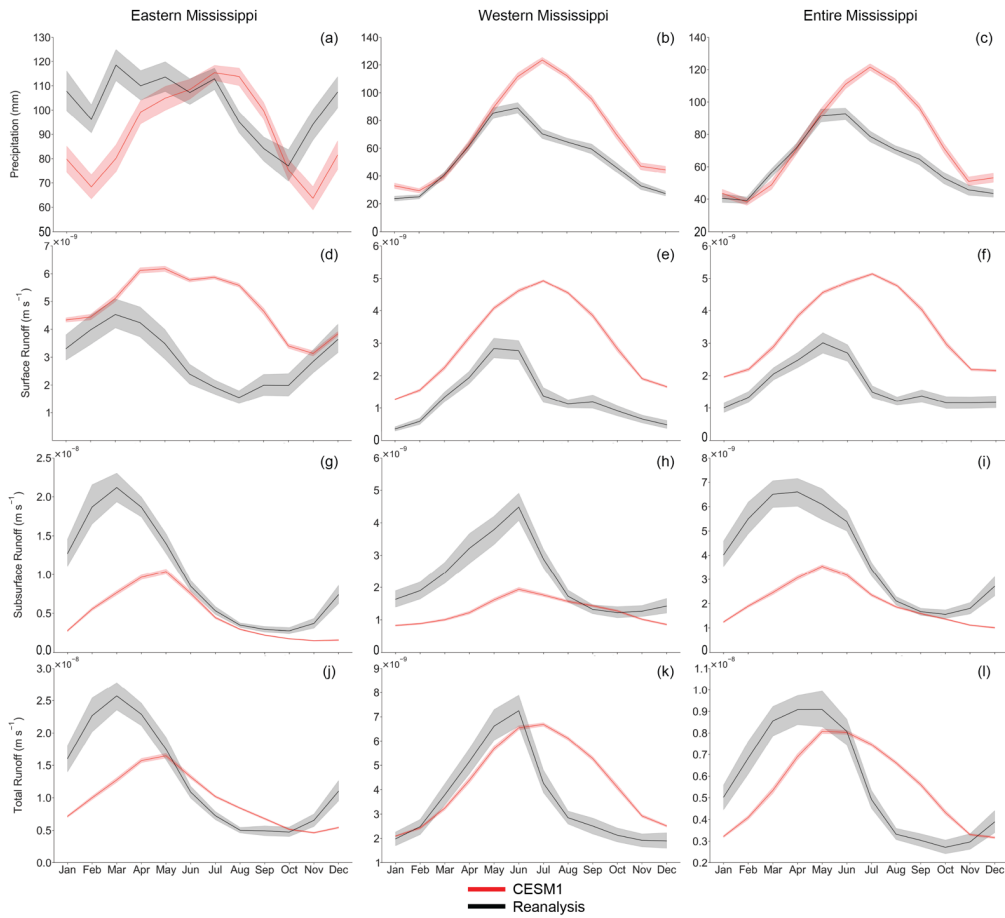 Eastern Mississippi Western Mississippi Entire Mississippi
(a) (b) (c)
Precipitation (mm)
130 120 110 100 90 80 70 60 50
140 120 100 80 60 40 20 0
140 120 100 80 60 40 20
(d) (e) (f)
Surface Runoff (m s⁻¹)
×10⁻⁹ 7 6 5 4 3 2 1
×10⁻⁹ 6 5 4 3 2 1 0
×10⁻⁹ 20 6 5 4 3 2 1 0
(g) (h) (i)
Subsurface Runoff (m s⁻¹)
×10⁻⁸ 2.5 2.0 1.5 1.0 0.5 0.0
×10⁻⁹ 6 5 4 3 2 1 0
×10⁻⁹ 8 7 6 5 4 3 2 1 0
(j) (k) (l)
Total Runoff (m s⁻¹)
×10⁻⁸ 3.0 2.5 2.0 1.5 1.0 0.5 0.0
×10⁻⁹ 9 8 7 6 5 4 3 2 1
×10⁻⁸ 1.1 1.0 0.9 0.8 0.7 0.6 0.5 0.4 0.3 0.2
Jan Feb Mar Apr May Jun Jul Aug Sep Oct Nov Dec
Jan Feb Mar Apr May Jun Jul Aug Sep Oct Nov Dec
Jan Feb Mar Apr May Jun Jul Aug Sep Oct Nov Dec
CESM1
Reanalysis